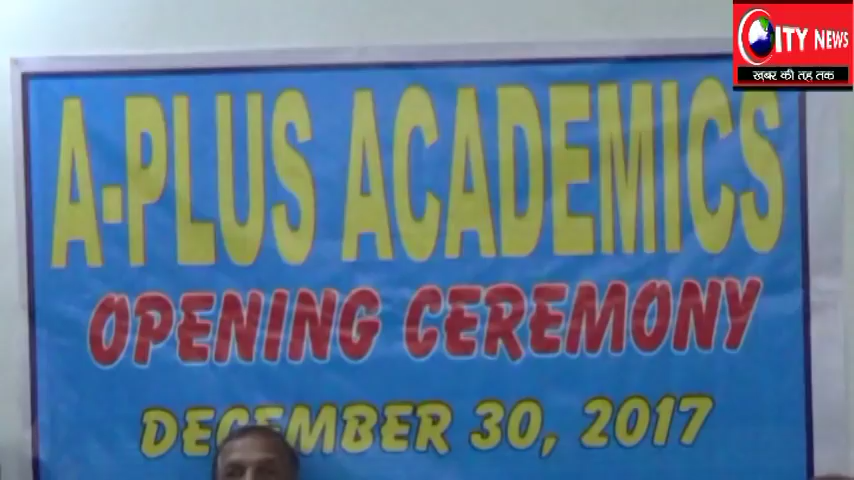 CITY NEWS
ख़बर की तह तक
A-PLUS ACADEMICS
OPENING CEREMONY
DECEMBER 30, 2017